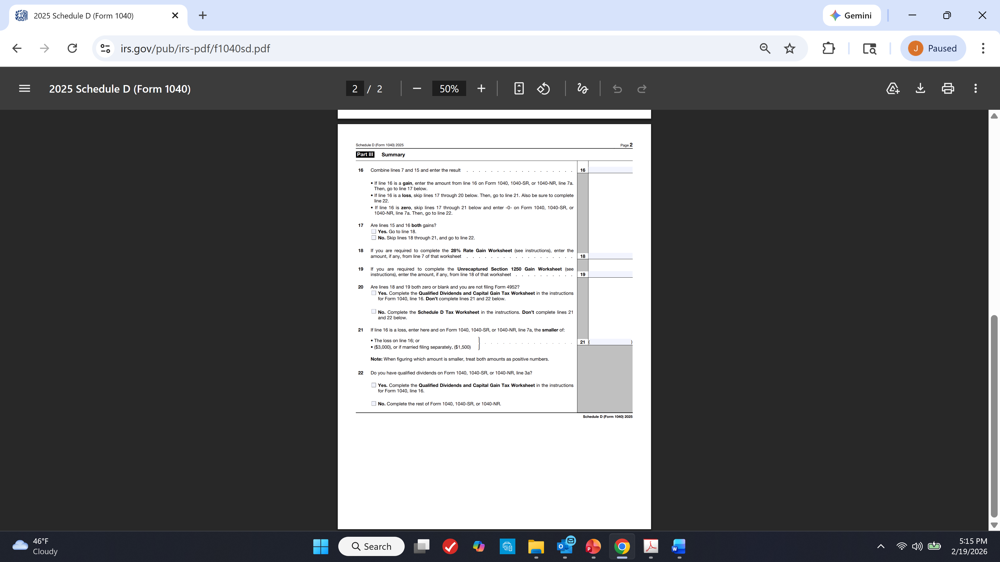 2025 Schedule D (Form 1040)
Gemini
irs.gov/pub/irs-pdf/f1040sd.pdf
J Paused
2025 Schedule D (Form 1040)
2 / 2
50%
Schedule D (Form 1040) 2025 Page 2
Part III Summary
16 Combine lines 7 and 15 and enter the result . . . . . . . . . . . . . . . . . . 16
• If line 16 is a gain, enter the amount from line 16 on Form 1040, 1040-SR, or 1040-NR, line 7a.
Then, go to line 17 below.
• If line 16 is a loss, skip lines 17 through 20 below. Then, go to line 21. Also be sure to complete
line 22.
• If line 16 is zero, skip lines 17 through 21 below and enter -0- on Form 1040, 1040-SR, or
1040-NR, line 7a. Then, go to line 22.
17 Are lines 15 and 16 both gains?
Yes. Go to line 18.
No. Skip lines 18 through 21, and go to line 22.
18 If you are required to complete the 28% Rate Gain Worksheet (see instructions), enter the
amount, if any, from line 7 of that worksheet . . . . . . . . . . . . . . . . . . 18
19 If you are required to complete the Unrecaptured Section 1250 Gain Worksheet (see
instructions), enter the amount, if any, from line 18 of that worksheet . . . . . . . . . . 19
20 Are lines 18 and 19 both zero or blank and you are not filing Form 4952?
Yes. Complete the Qualified Dividends and Capital Gain Tax Worksheet in the instructions
for Form 1040, line 16. Don't complete lines 21 and 22 below.
No. Complete the Schedule D Tax Worksheet in the instructions. Don't complete lines 21
and 22 below.
21 If line 16 is a loss, enter here and on Form 1040, 1040-SR, or 1040-NR, line 7a, the smaller of:
• The loss on line 16; or
• ($3,000), or if married filing separately, ($1,500) } . . . . . . . . . . . . . . . 21 ( )
Note: When figuring which amount is smaller, treat both amounts as positive numbers.
22 Do you have qualified dividends on Form 1040, 1040-SR, or 1040-NR, line 3a?
Yes. Complete the Qualified Dividends and Capital Gain Tax Worksheet in the instructions
for Form 1040, line 16.
No. Complete the rest of Form 1040, 1040-SR, or 1040-NR.
Schedule D (Form 1040) 2025
46°F
Cloudy
Search
5:15 PM
2/19/2026